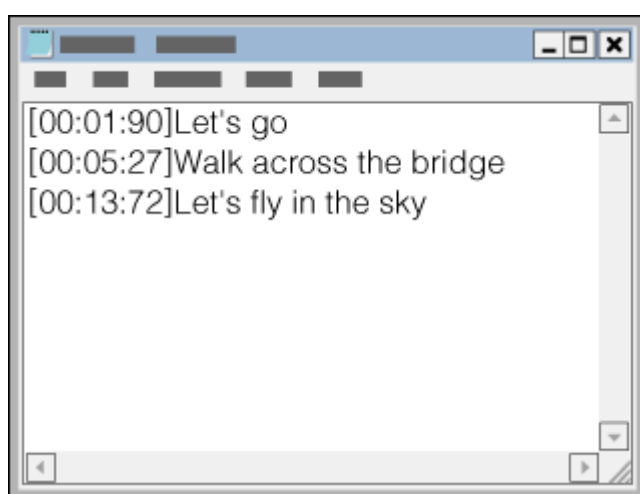 [00:01:90]Let's go
[00:05:27]Walk across the bridge
[00:13:72]Let's fly in the sky